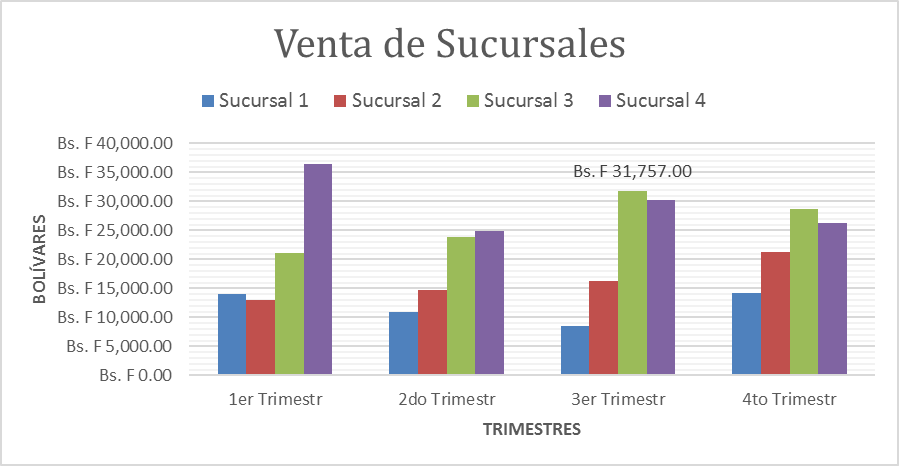 Venta de Sucursales
Sucursal 1 Sucursal 2 Sucursal 3 Sucursal 4
Bs. F 40,000.00
Bs. F 35,000.00
Bs. F 30,000.00
Bs. F 25,000.00
Bs. F 20,000.00
Bs. F 15,000.00
Bs. F 10,000.00
Bs. F 5,000.00
Bs. F 0.00
BOLÍVARES
Bs. F 31,757.00
1er Trimestr 2do Trimestr 3er Trimestr 4to Trimestr
TRIMESTRES